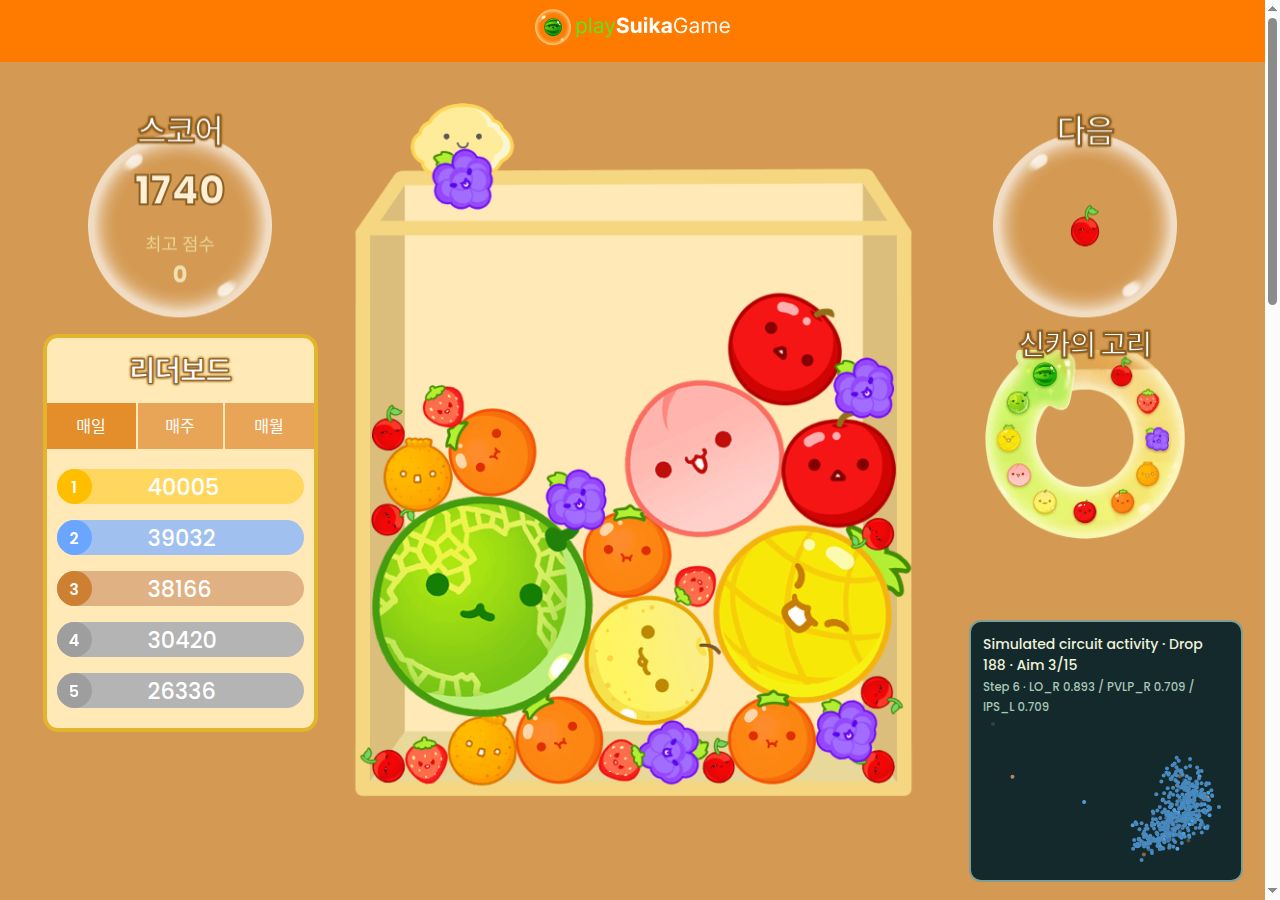 playSuikaGame
스코어
1740
최고 점수
0
다음
리더보드
매일 매주 매월
1 40005
2 39032
3 38166
4 30420
5 26336
신카의 고리
Simulated circuit activity · Drop
188 · Aim 3/15
Step 6 · LO_R 0.893 / PVLP_R 0.709 /
IPS_L 0.709